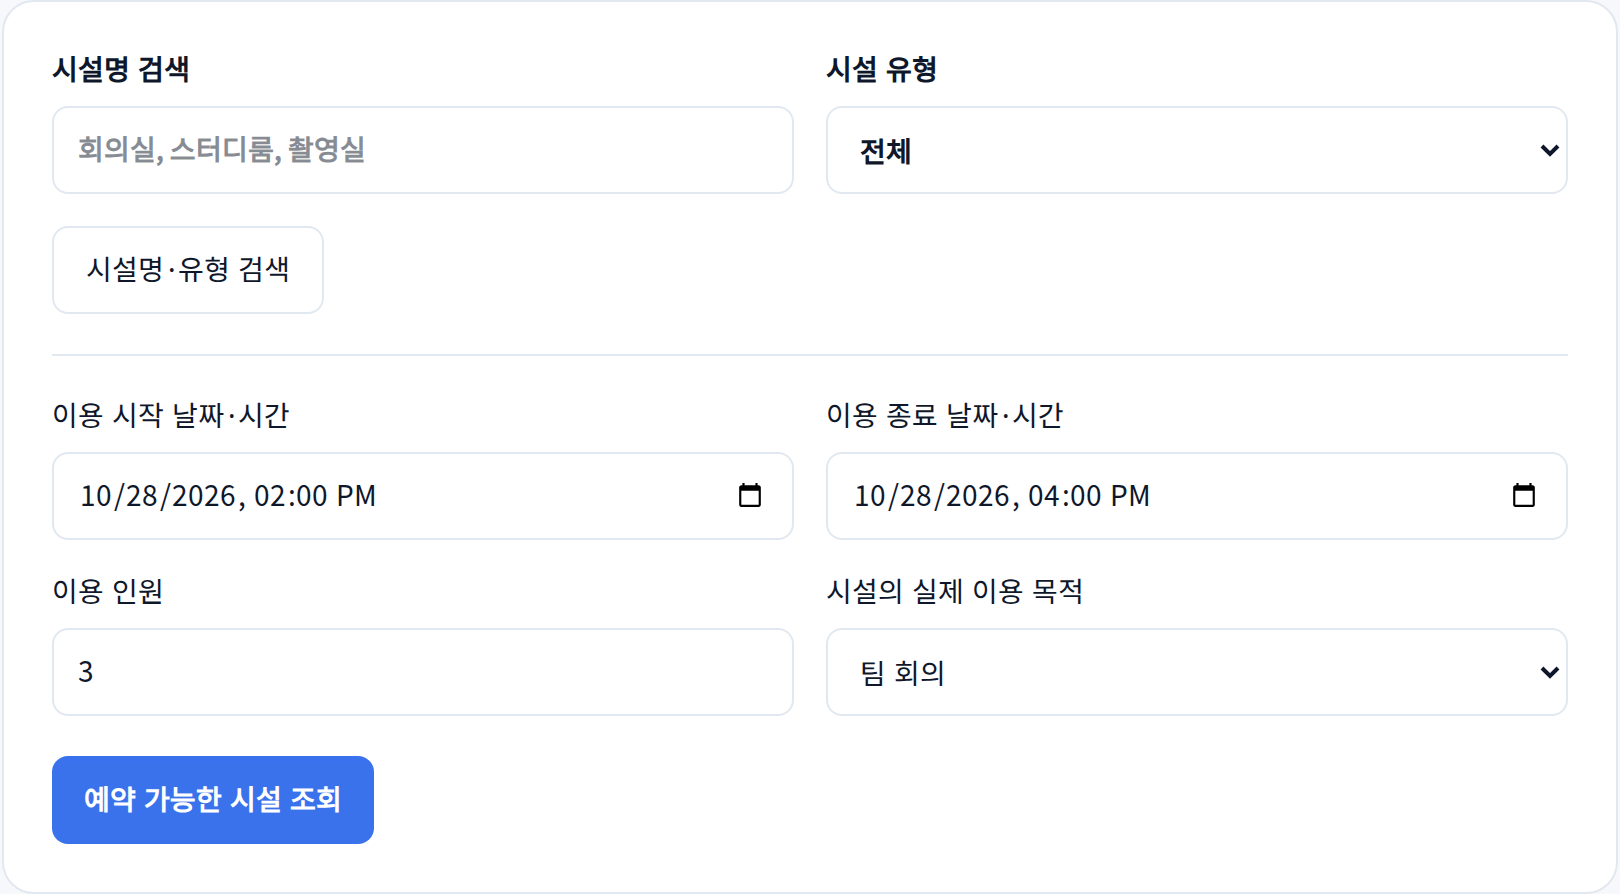 시설명 검색
시설 유형
회의실, 스터디룸, 촬영실
전체
시설명·유형 검색
이용 시작 날짜·시간
이용 종료 날짜·시간
10/28/2026, 02:00 PM
10/28/2026, 04:00 PM
이용 인원
시설의 실제 이용 목적
3
팀 회의
예약 가능한 시설 조회